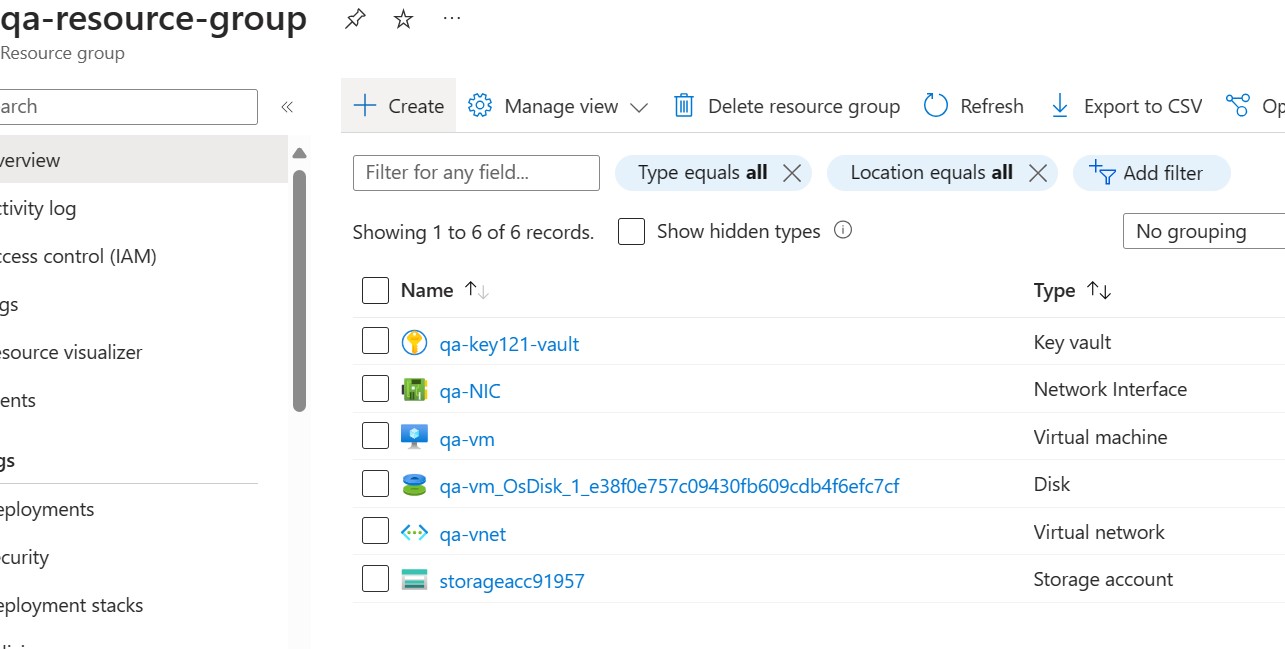 qa-resource-group
Resource group
arch
Create Manage view Delete resource group Refresh Export to CSV Op
verview
Filter for any field... Type equals all Location equals all Add filter
ctivity log
Showing 1 to 6 of 6 records. Show hidden types No grouping
ccess control (IAM)
Name Type
gs
qa-key121-vault Key vault
esource visualizer
qa-NIC Network Interface
ents
qa-vm Virtual machine
gs
qa-vm_OsDisk_1_e38f0e757c09430fb609cdb4f6efc7cf Disk
eployments
qa-vnet Virtual network
curity
storageacc91957 Storage account
eployment stacks